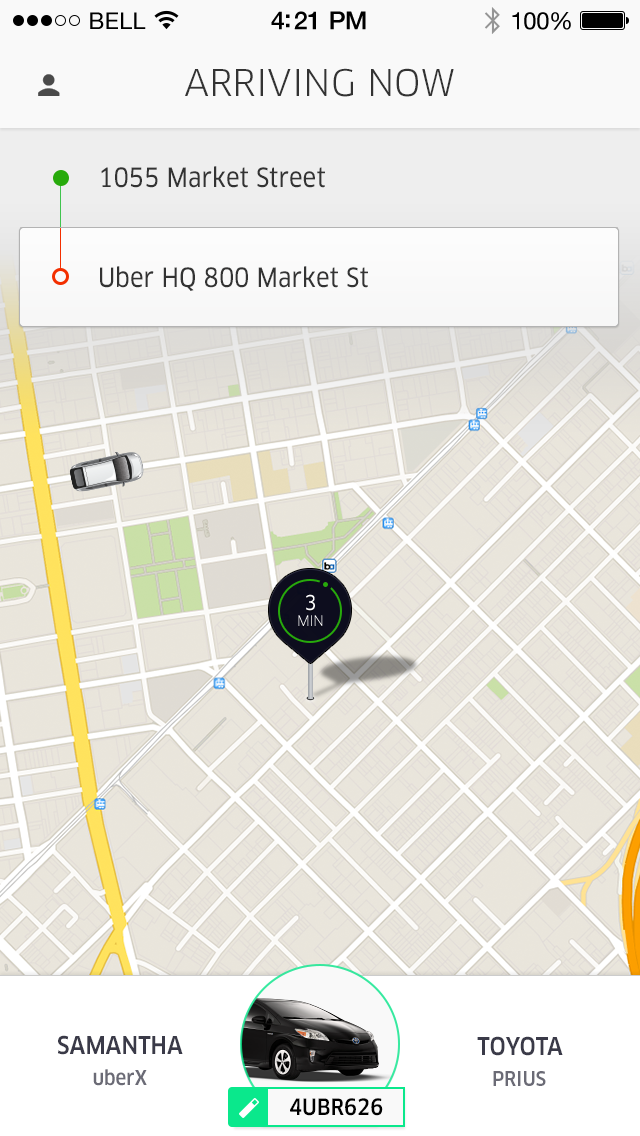 BELL 4:21 PM 100%
ARRIVING NOW
1055 Market Street
Uber HQ 800 Market St
ba
3
MIN
SAMANTHA
uberX
TOYOTA
PRIUS
4UBR626